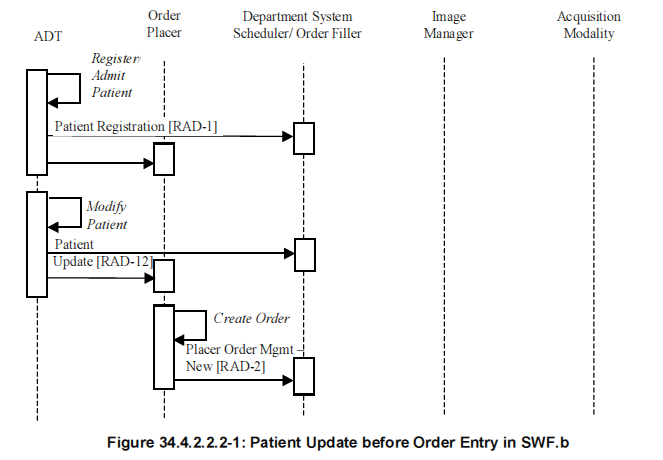 ADT
Order
Placer
Department System
Scheduler/ Order Filler
Image
Manager
Acquisition
Modality
Register/
Admit
Patient
Patient Registration [RAD-1]
Modify
Patient
Patient
Update [RAD-12]
Create Order
Placer Order Mgmt –
New [RAD-2]
Figure 34.4.2.2.2-1: Patient Update before Order Entry in SWF.b